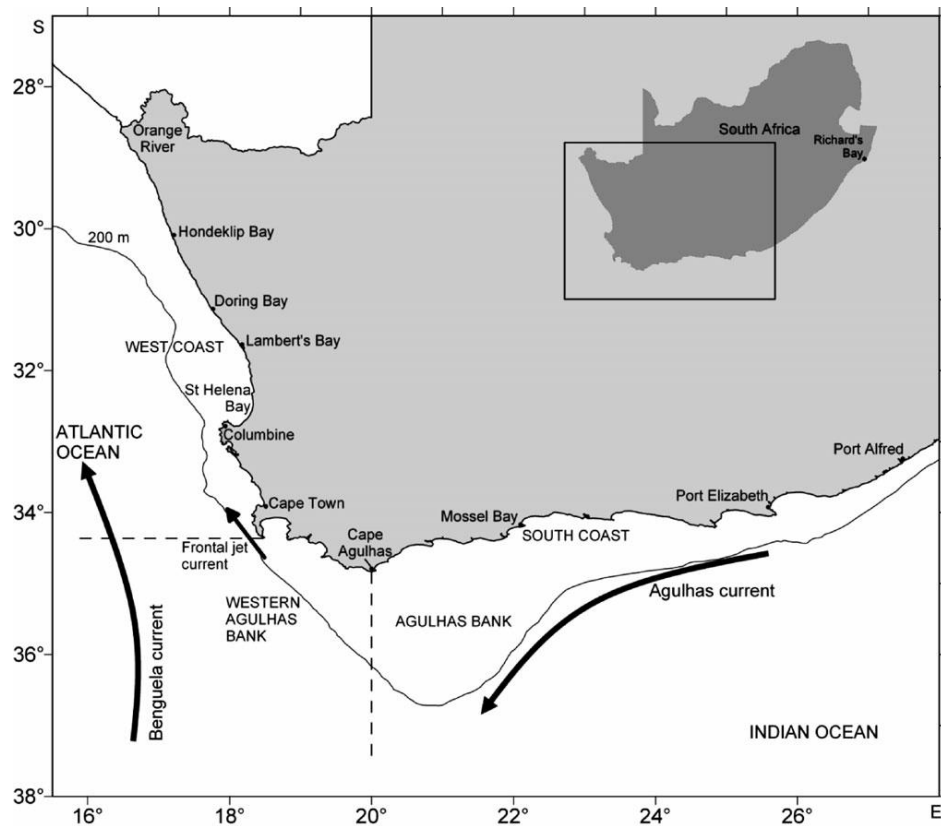 S
28°
30°
32°
34°
36°
38°
16°
18°
20°
22°
24°
26°
E
Orange
River
South Africa
Richard's
Bay
Hondeklip Bay
200 m
Doring Bay
Lambert's Bay
WEST COAST
St Helena
Bay
Columbine
ATLANTIC
OCEAN
Port Alfred
Cape Town
Port Elizabeth
Mossel Bay
SOUTH COAST
Cape
Agulhas
Frontal jet
current
WESTERN
AGULHAS
BANK
AGULHAS BANK
Agulhas current
Benguela current
INDIAN OCEAN